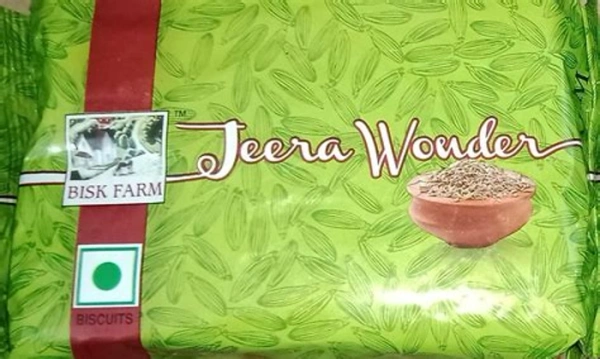 TM
Jeera Wonder
BISK FARM
BISCUITS